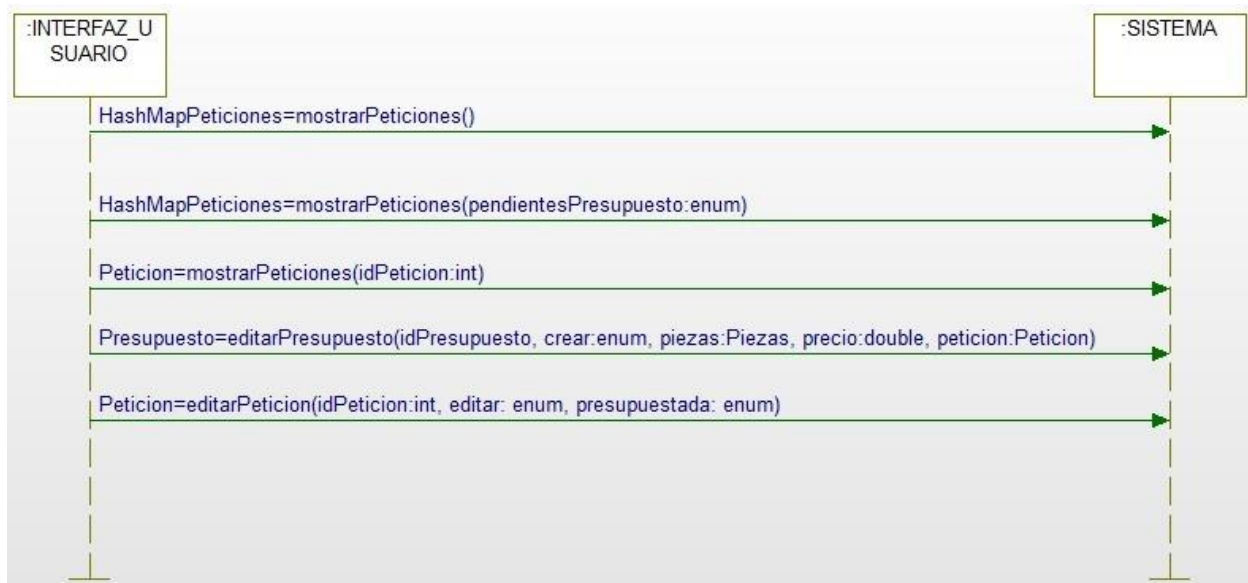 :INTERFAZ_U
SUARIO
:SISTEMA
HashMapPeticiones=mostrarPeticiones()
HashMapPeticiones=mostrarPeticiones(pendientesPresupuesto:enum)
Peticion=mostrarPeticiones(idPeticion:int)
Presupuesto=editarPresupuesto(idPresupuesto, crear:enum, piezas:Piezas, precio:double, peticion:Peticion)
Peticion=editarPeticion(idPeticion:int, editar: enum, presupuestada: enum)